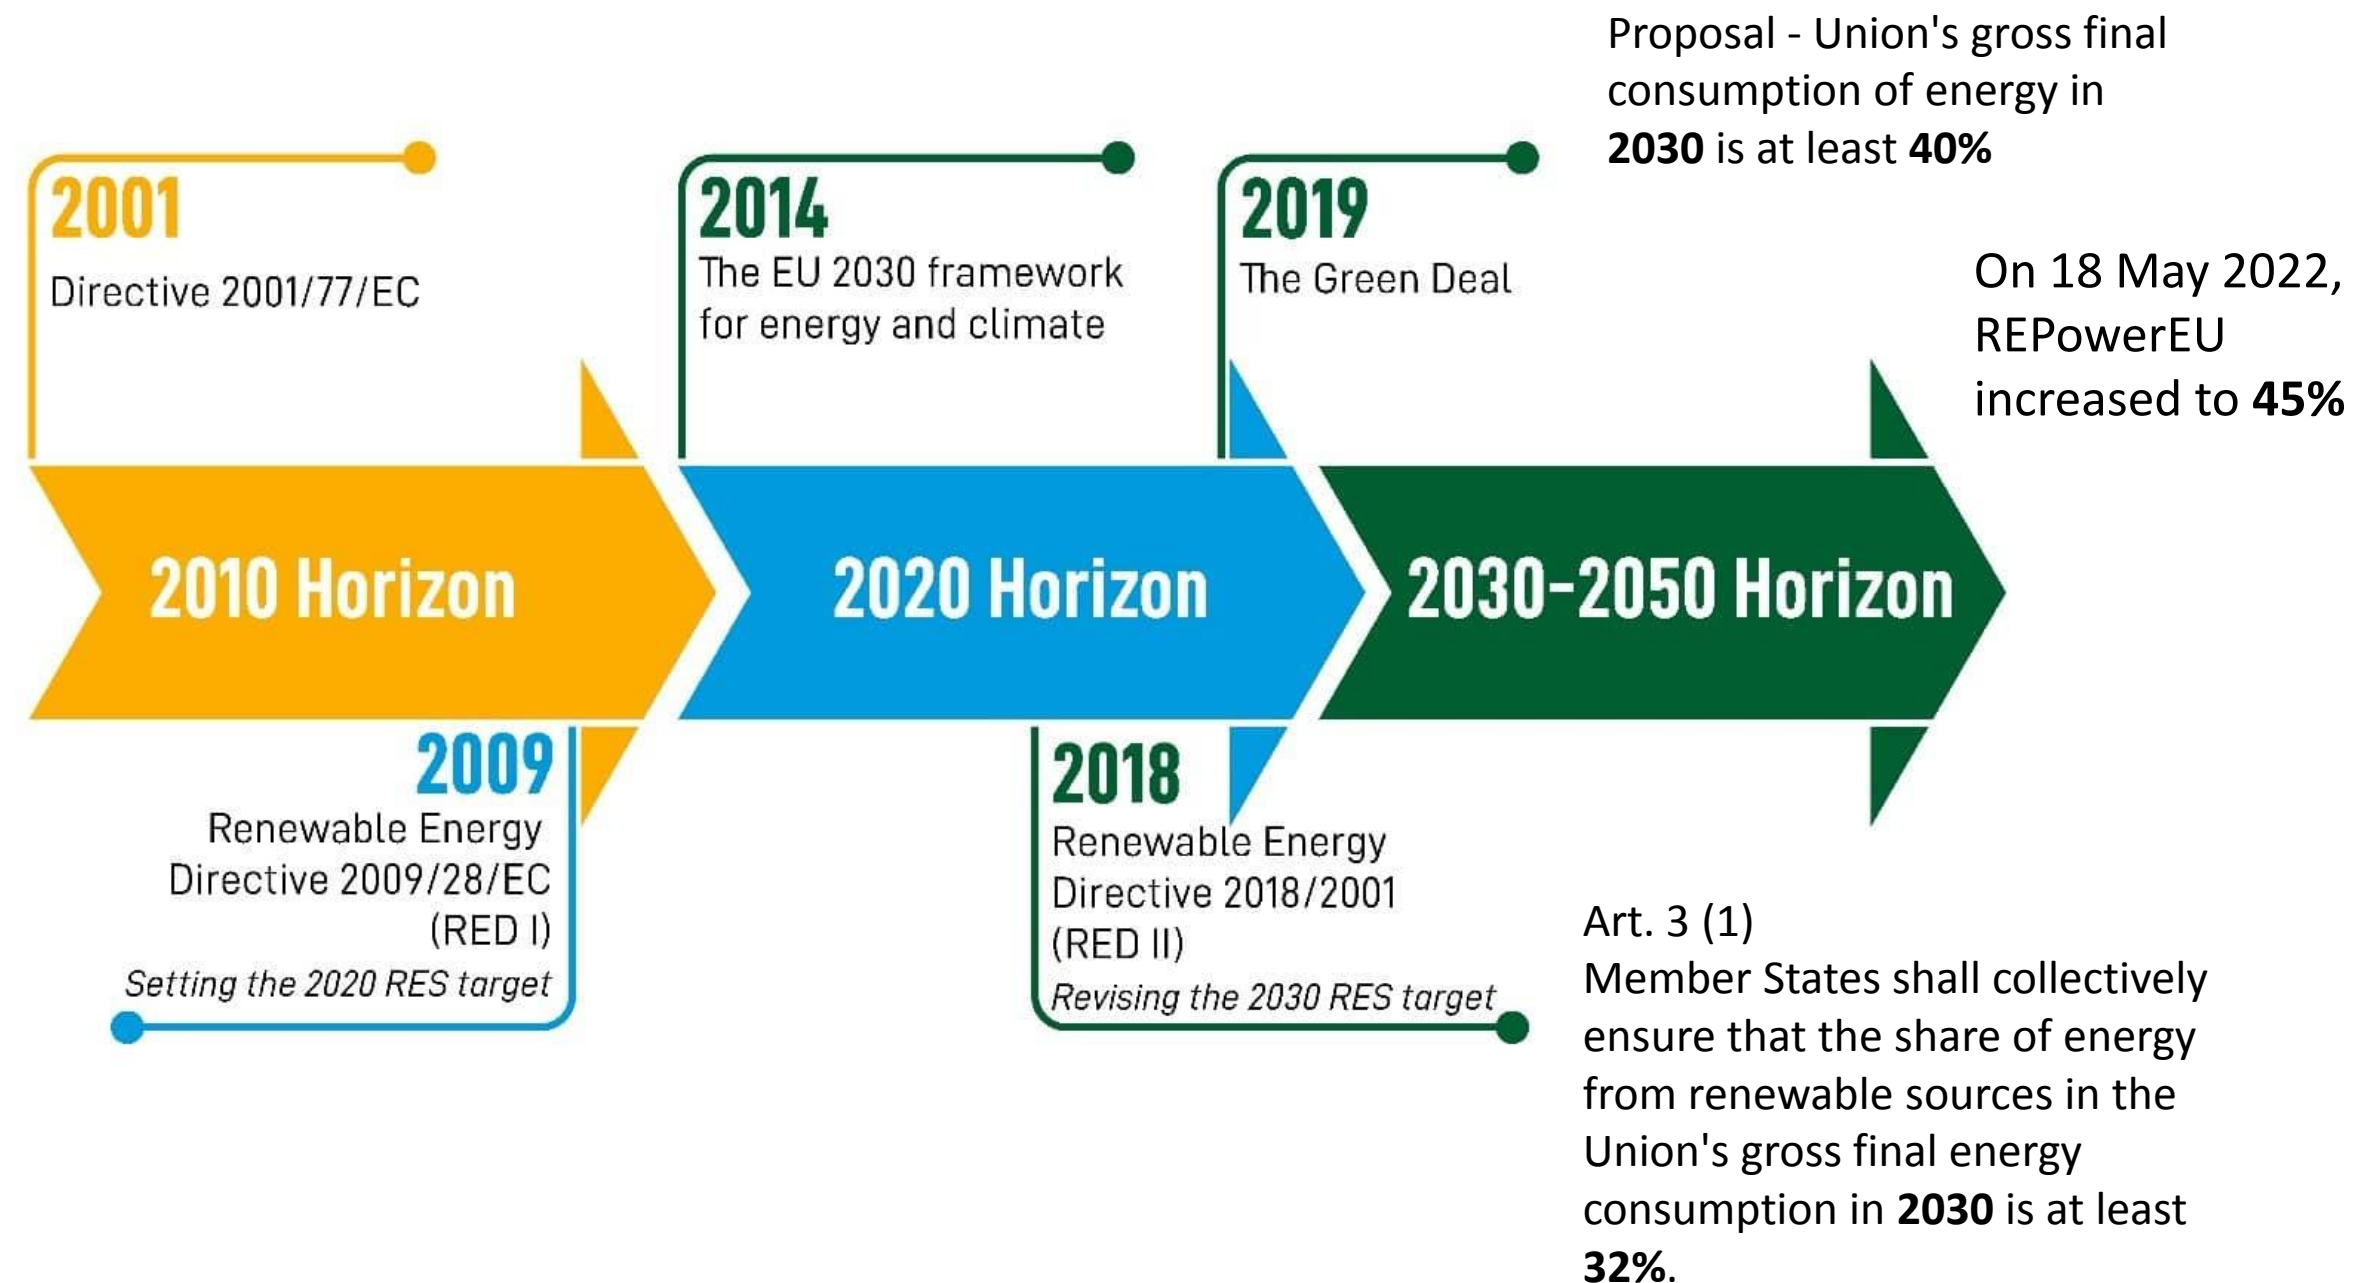 Proposal - Union's gross final
consumption of energy in
2030 is at least 40%
2001
Directive 2001/77/EC
2014
The EU 2030 framework
for energy and climate
2019
The Green Deal
On 18 May 2022,
REPowerEU
increased to 45%
2010 Horizon
2020 Horizon
2030-2050 Horizon
2009
Renewable Energy
Directive 2009/28/EC
(RED I)
Setting the 2020 RES target
2018
Renewable Energy
Directive 2018/2001
(RED II)
Revising the 2030 RES target
Art. 3 (1)
Member States shall collectively
ensure that the share of energy
from renewable sources in the
Union's gross final energy
consumption in 2030 is at least
32%.